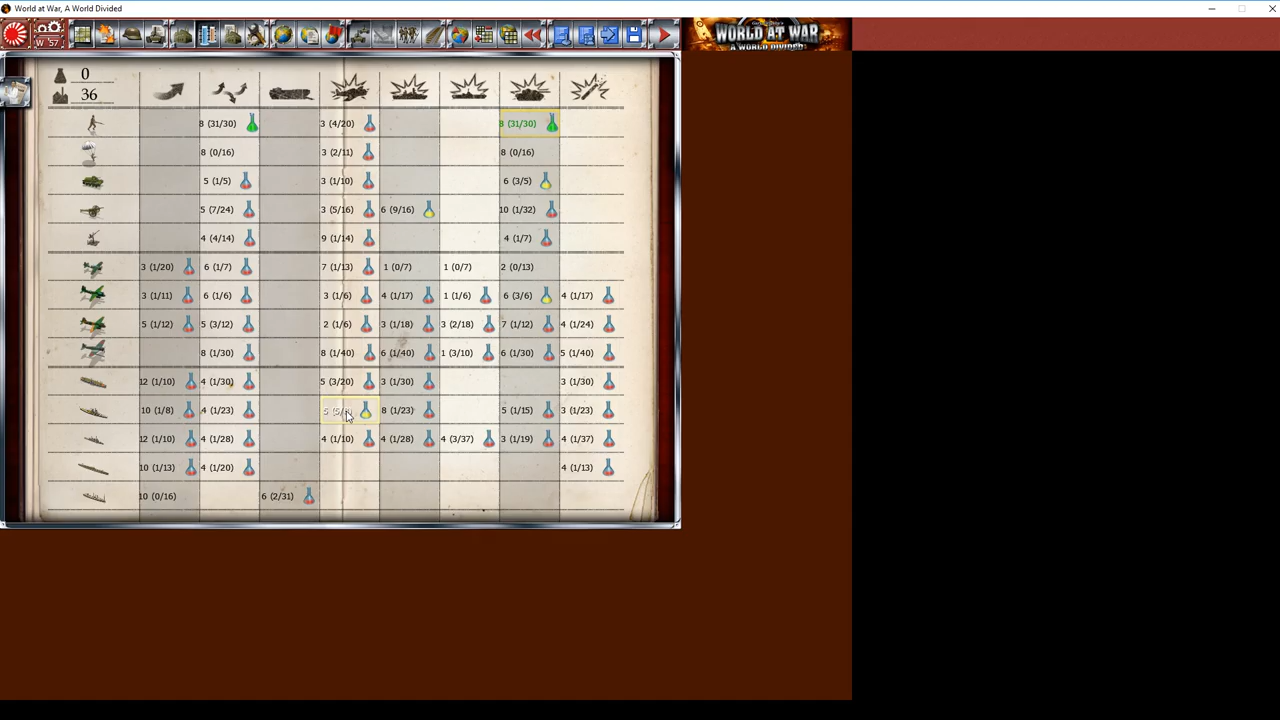 World at War, A World Divided
W '57
WORLD AT WAR
A WORLD DIVIDED
0
36
8 (31/30) 3 (4/20) 8 (31/30)
8 (0/16) 3 (2/11) 8 (0/16)
5 (1/5) 3 (1/10) 6 (3/5)
5 (7/24) 3 (5/16) 6 (9/16) 10 (1/32)
4 (4/14) 9 (1/14) 4 (1/7)
3 (1/20) 6 (1/7) 7 (1/13) 1 (0/7) 1 (0/7) 2 (0/13)
3 (1/11) 6 (1/6) 3 (1/6) 4 (1/17) 1 (1/6) 6 (3/6) 4 (1/17)
5 (1/12) 5 (3/12) 2 (1/6) 3 (1/18) 3 (2/18) 7 (1/12) 4 (1/24)
8 (1/30) 8 (1/40) 6 (1/40) 1 (3/10) 6 (1/30) 5 (1/40)
12 (1/10) 4 (1/30) 5 (3/20) 3 (1/30) 3 (1/30)
10 (1/8) 4 (1/23) 5 (5/ 8 (1/23) 5 (1/15) 3 (1/23)
12 (1/10) 4 (1/28) 4 (1/10) 4 (1/28) 4 (3/37) 3 (1/19) 4 (1/37)
10 (1/13) 4 (1/20) 4 (1/13)
10 (0/16) 6 (2/31)